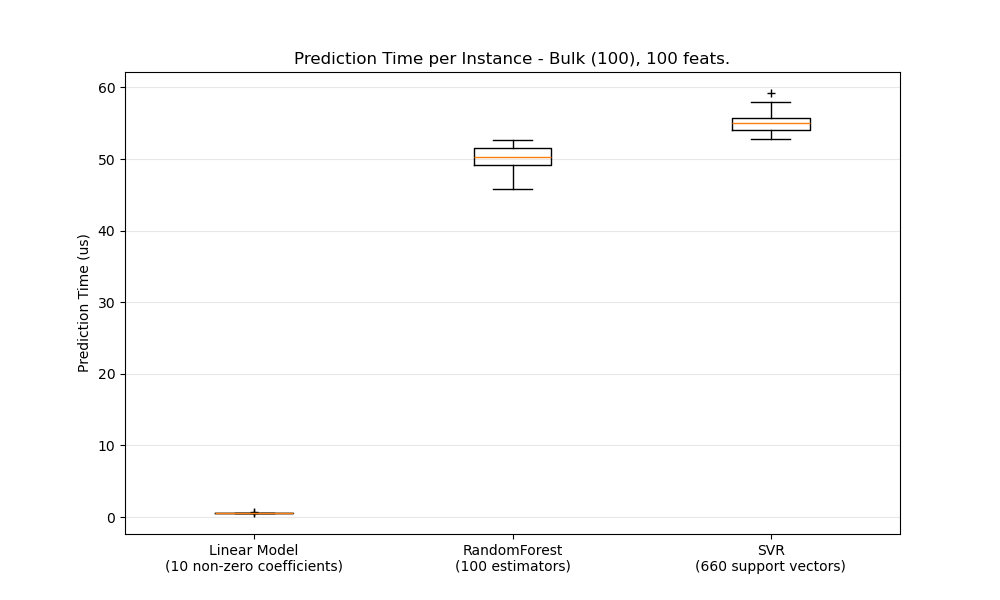 Prediction Time per Instance - Bulk (100), 100 feats.
Prediction Time (us)
60
50
40
30
20
10
0
Linear Model
(10 non-zero coefficients)
RandomForest
(100 estimators)
SVR
(660 support vectors)